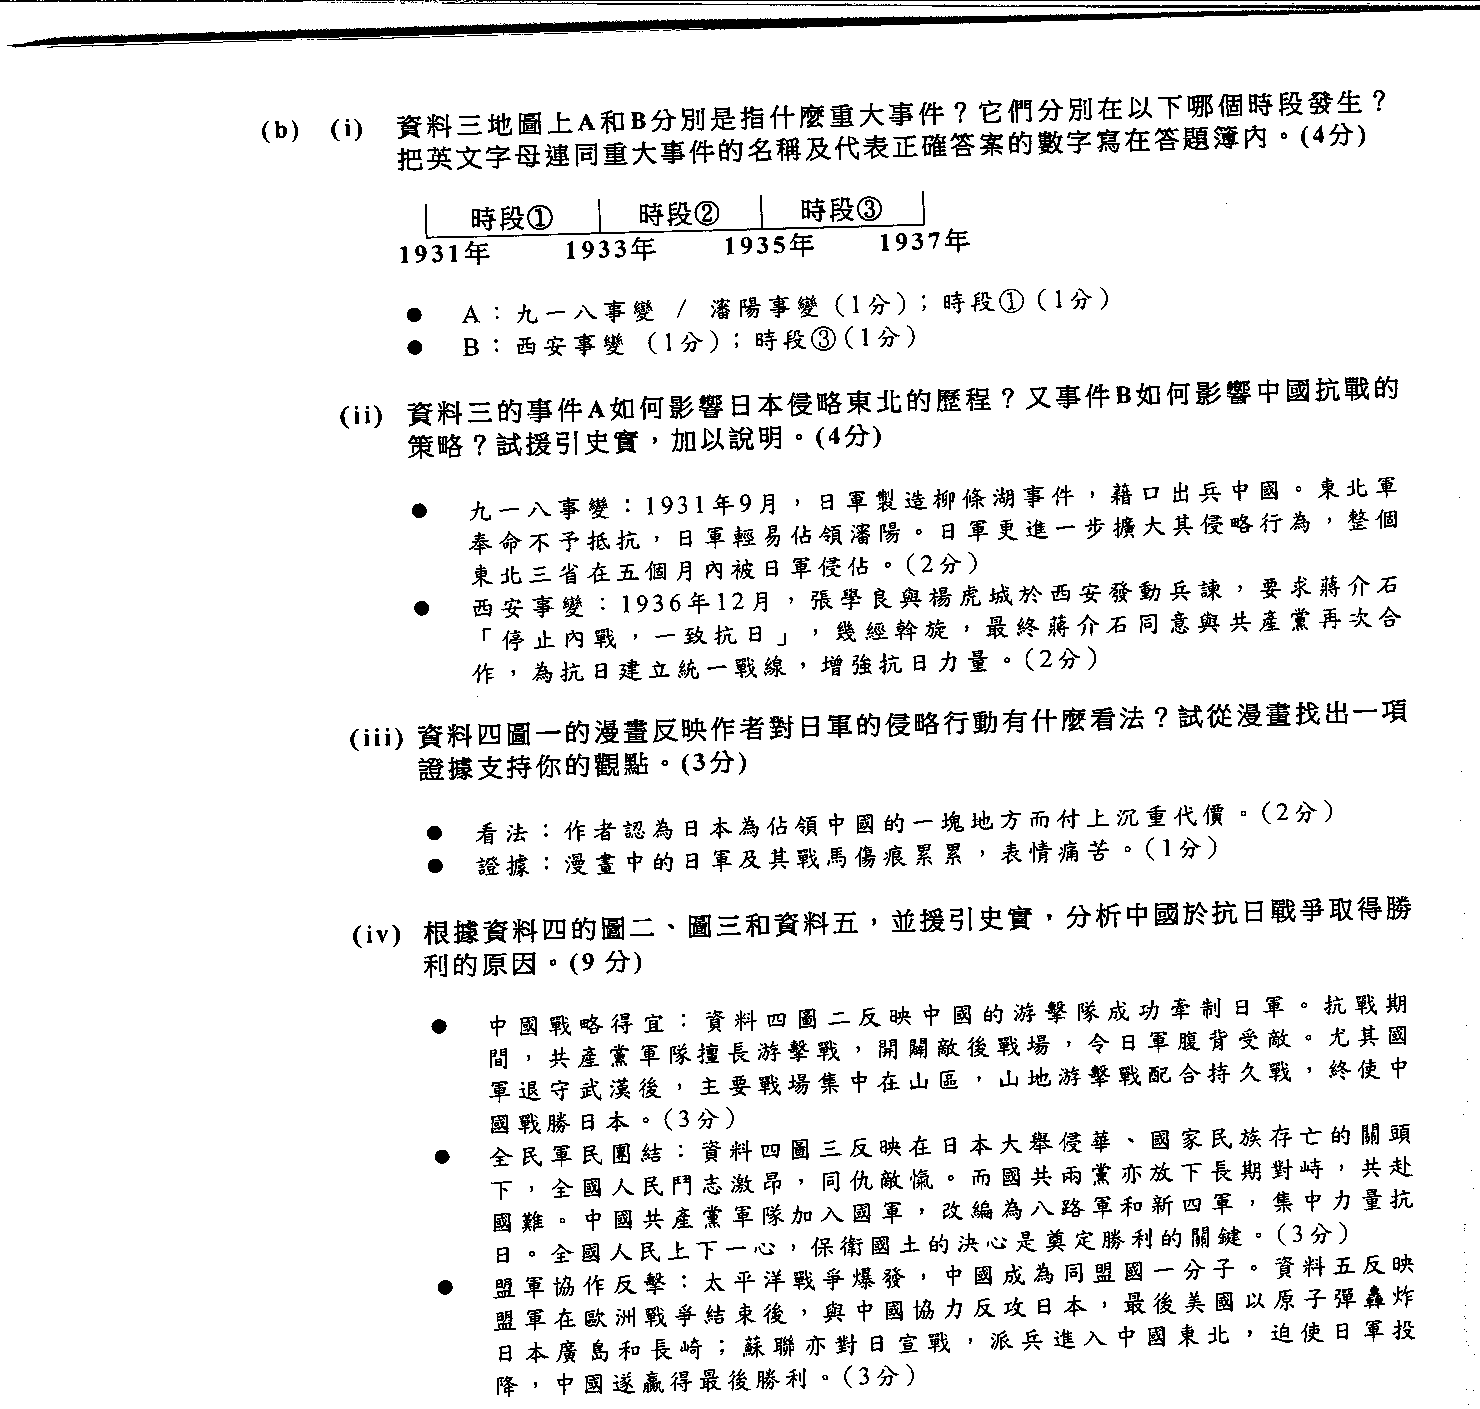 (b) (i) 資料三地圖上A和B分別是指什麼重大事件？它們分別在以下哪個時段發生？
把英文字母連同重大事件的名稱及代表正確答案的數字寫在答題簿內。(4分)
時段① 時段② 時段③
1931年 1933年 1935年 1937年
● A：九一八事變 / 瀋陽事變 (1分)；時段① (1分)
● B：西安事變 (1分)；時段③(1分)
(ii) 資料三的事件A如何影響日本侵略東北的歷程？又事件B如何影響中國抗戰的
策略？試援引史實，加以說明。(4分)
● 九一八事變：1931年9月，日軍製造柳條湖事件，藉口出兵中國。東北軍
奉命不予抵抗，日軍輕易佔領瀋陽。日軍更進一步擴大其侵略行為，整個
東北三省在五個月內被日軍侵佔。(2分)
● 西安事變：1936年12月，張學良與楊虎城於西安發動兵諫，要求蔣介石
「停止內戰，一致抗日」，幾經斡旋，最終蔣介石同意與共產黨再次合
作，為抗日建立統一戰線，增強抗日力量。(2分)
(iii) 資料四圖一的漫畫反映作者對日軍的侵略行動有什麼看法？試從漫畫找出一項
證據支持你的觀點。(3分)
● 看法：作者認為日本為佔領中國的一塊地方而付上沉重代價。(2分)
● 證據：漫畫中的日軍及其戰馬傷痕累累，表情痛苦。(1分)
(iv) 根據資料四的圖二、圖三和資料五，並援引史實，分析中國於抗日戰爭取得勝
利的原因。(9 分)
● 中國戰略得宜：資料四圖二反映中國的游擊隊成功牽制日軍。抗戰期
間，共產黨軍隊擅長游擊戰，開闢敵後戰場，令日軍腹背受敵。尤其國
軍退守武漢後，主要戰場集中在山區，山地游擊戰配合持久戰，終使中
國戰勝日本。(3分)
● 全民軍民團結：資料四圖三反映在日本大舉侵華、國家民族存亡的關頭
下，全國人民鬥志激昂，同仇敵愾。而國共兩黨亦放下長期對峙，共赴
國難。中國共產黨軍隊加入國軍，改編為八路軍和新四軍，集中力量抗
日。全國人民上下一心，保衛國土的決心是奠定勝利的關鍵。(3分)
● 盟軍協作反擊：太平洋戰爭爆發，中國成為同盟國一分子。資料五反映
盟軍在歐洲戰爭結束後，與中國協力反攻日本，最後美國以原子彈轟炸
日本廣島和長崎；蘇聯亦對日宣戰，派兵進入中國東北，迫使日軍投
降，中國遂贏得最後勝利。(3分)